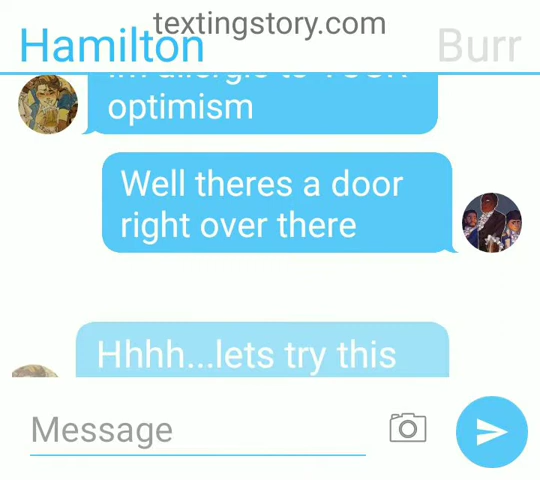 textingstory.com
Hamilton
Burr
optimism
Well theres a door
right over there
Hhhh...lets try this
Message